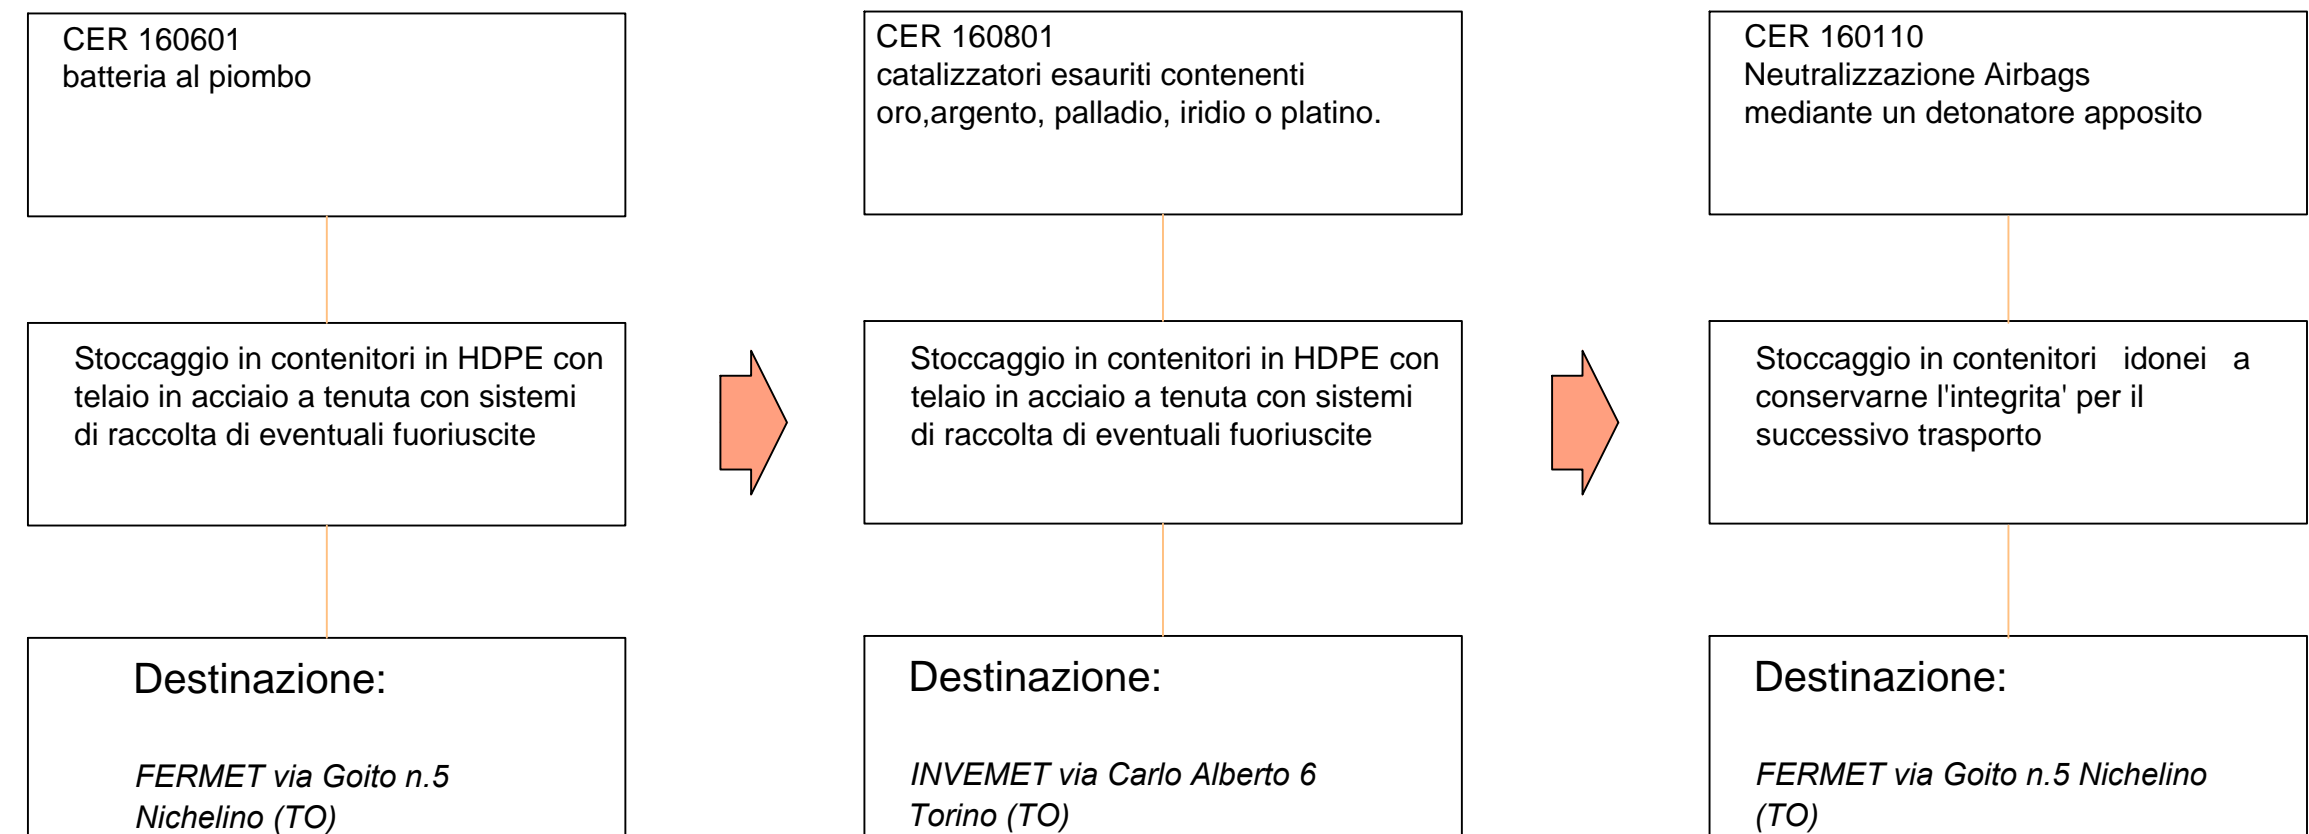 CER 160601
batteria al piombo
Stoccaggio in contenitori in HDPE con
telaio in acciaio a tenuta con sistemi
di raccolta di eventuali fuoriuscite
Destinazione:
FERMET via Goito n.5
Nichelino (TO)
CER 160801
catalizzatori esauriti contenenti
oro,argento, palladio, iridio o platino.
Stoccaggio in contenitori in HDPE con
telaio in acciaio a tenuta con sistemi
di raccolta di eventuali fuoriuscite
Destinazione:
INVEMET via Carlo Alberto 6
Torino (TO)
CER 160110
Neutralizzazione Airbags
mediante un detonatore apposito
Stoccaggio in contenitori idonei a
conservarne l'integrita' per il
successivo trasporto
Destinazione:
FERMET via Goito n.5 Nichelino
(TO)